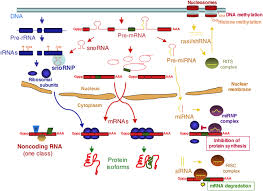 Nucleosomes
DNA
DNA methylation
Histone methylation
Pre-rRNA
Pre-mRNA
rasiRNA
snoRNA
Pre-miRNA
rRNAs
snoRNP
RITS
complex
Ribosomal
subunits
Nuclear
membrane
Nucleus
Cytoplasm
miRNA
miRNP
complex
mRNAs
Inhibition of
protein synthesis
Noncoding RNA
(one class)
Protein
isoforms
siRNA
RISC
complex
mRNA degradation